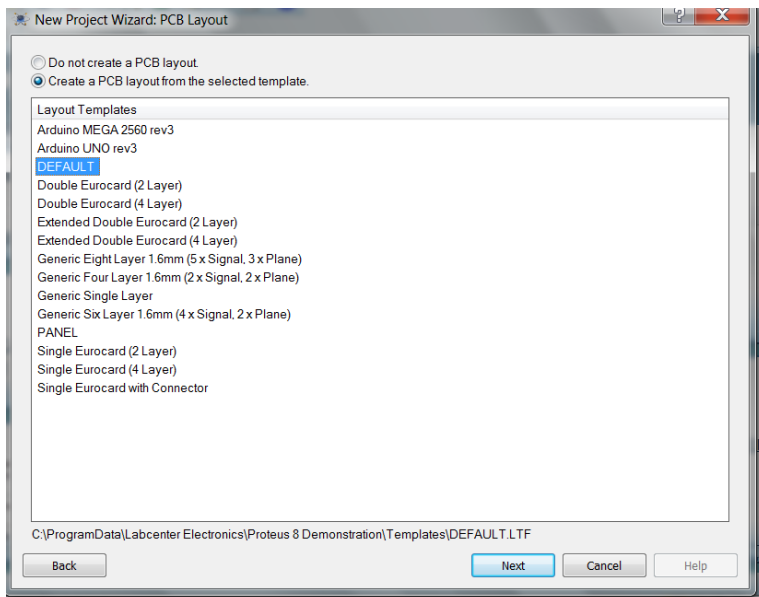 New Project Wizard: PCB Layout
? X
Do not create a PCB layout.
Create a PCB layout from the selected template.
Layout Templates
Arduino MEGA 2560 rev3
Arduino UNO rev3
DEFAULT
Double Eurocard (2 Layer)
Double Eurocard (4 Layer)
Extended Double Eurocard (2 Layer)
Extended Double Eurocard (4 Layer)
Generic Eight Layer 1.6mm (5 x Signal, 3 x Plane)
Generic Four Layer 1.6mm (2 x Signal, 2 x Plane)
Generic Single Layer
Generic Six Layer 1.6mm (4 x Signal, 2 x Plane)
PANEL
Single Eurocard (2 Layer)
Single Eurocard (4 Layer)
Single Eurocard with Connector
C:\ProgramData\Labcenter Electronics\Proteus 8 Demonstration\Templates\DEFAULT.LTF
Back Next Cancel Help